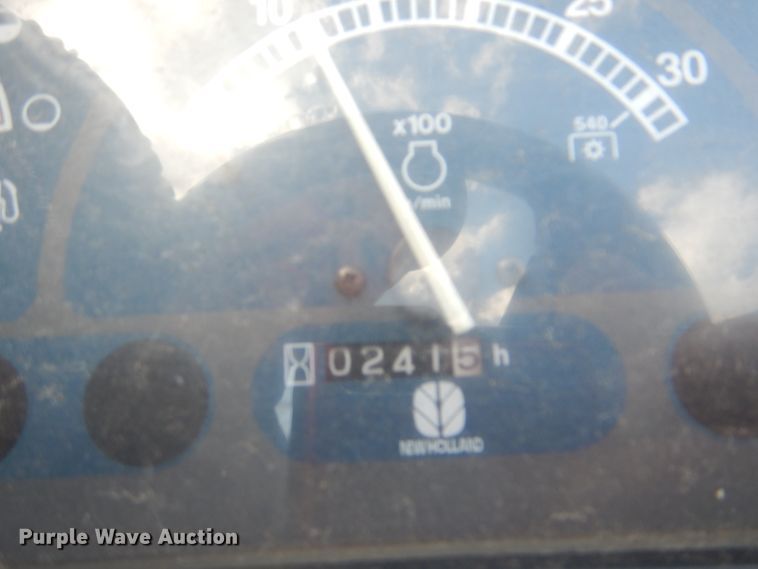 10
25
30
x100
540
/min
02415 h
NEW HOLLAND
Purple Wave Auction